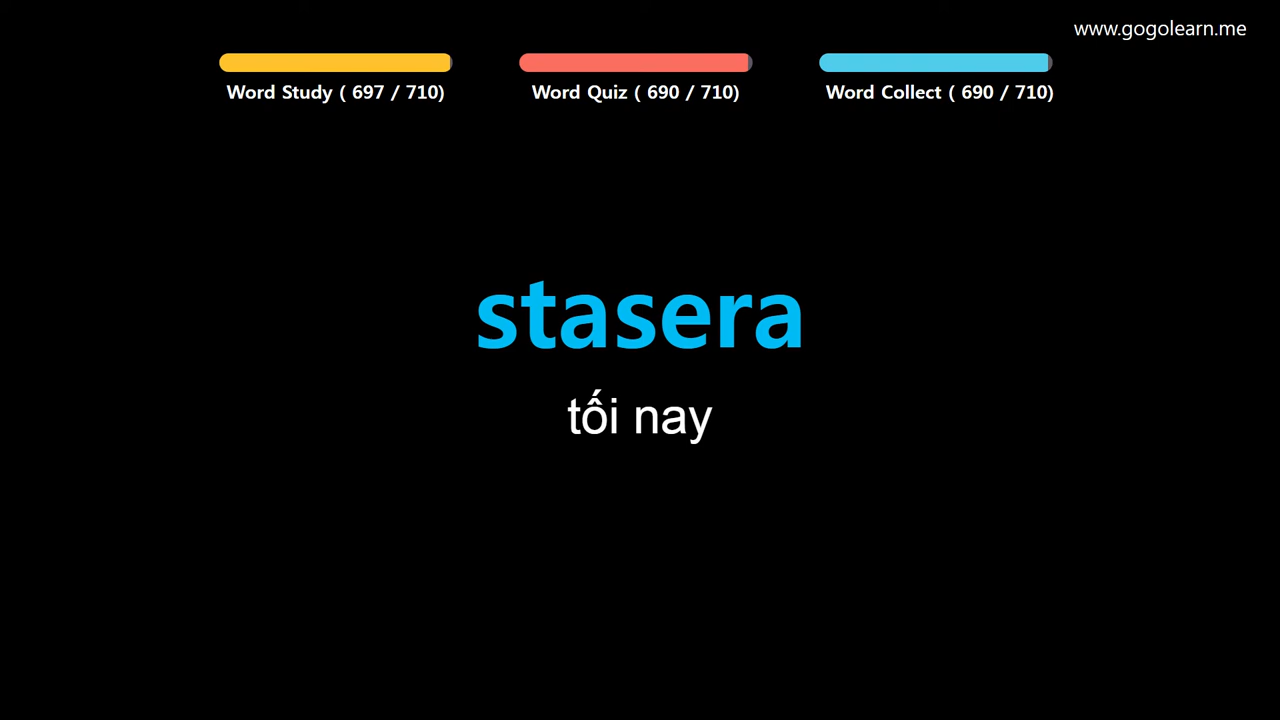 www.gogolearn.me
Word Study ( 697 / 710)
Word Quiz ( 690 / 710)
Word Collect ( 690 / 710)
stasera
tối nay